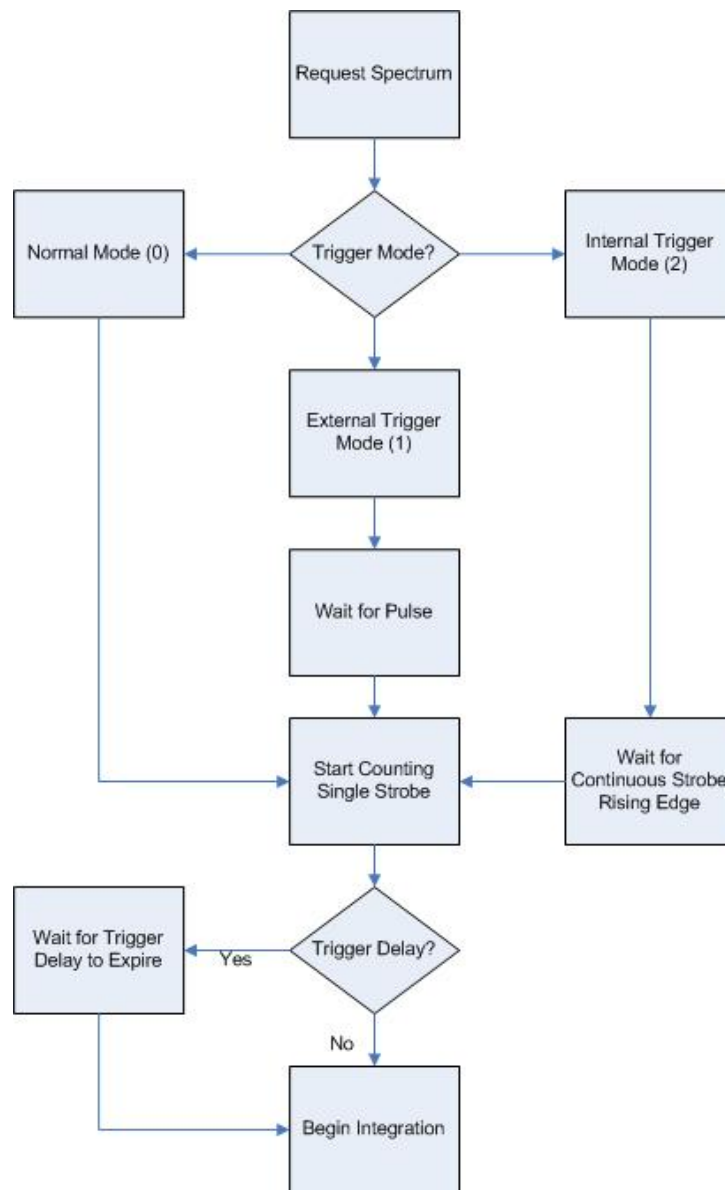 Request Spectrum
Normal Mode (0)
Trigger Mode?
Internal Trigger
Mode (2)
External Trigger
Mode (1)
Wait for Pulse
Start Counting
Single Strobe
Wait for
Continuous Strobe
Rising Edge
Wait for Trigger
Delay to Expire
Yes
Trigger Delay?
No
Begin Integration